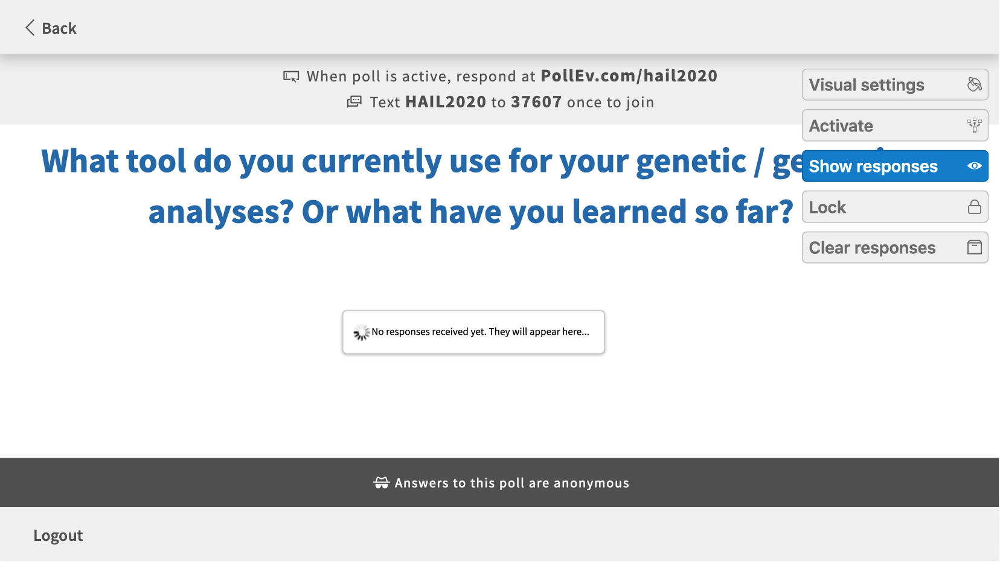 Back
When poll is active, respond at PollEv.com/hail2020
Text HAIL2020 to 37607 once to join
Visual settings
Activate
Show responses
Lock
Clear responses
What tool do you currently use for your genetic /
analyses? Or what have you learned so far?
No responses received yet. They will appear here...
Answers to this poll are anonymous
Logout